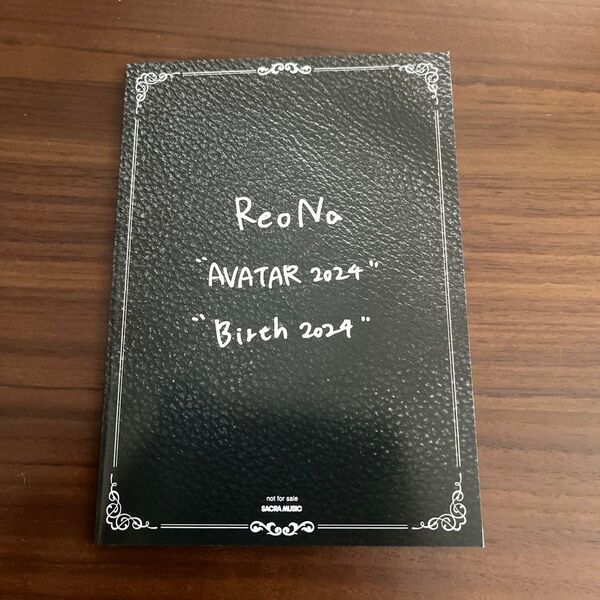 ReoNa
"AVATAR 2024"
"Birth 2024"
not for sale
SACRA MUSIC